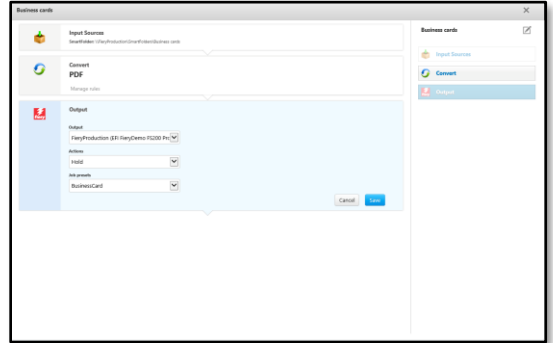 Business cards
Input Sources
SmartFolder: \\FieryProduction\SmartFolders\Business cards
Convert
PDF
Manage rules
Output
Output
FieryProduction (EFI FieryDemo FS200 Pro
Actions
Hold
Job presets
BusinessCard
Cancel
Save
Business cards
Input Sources
Convert
Output